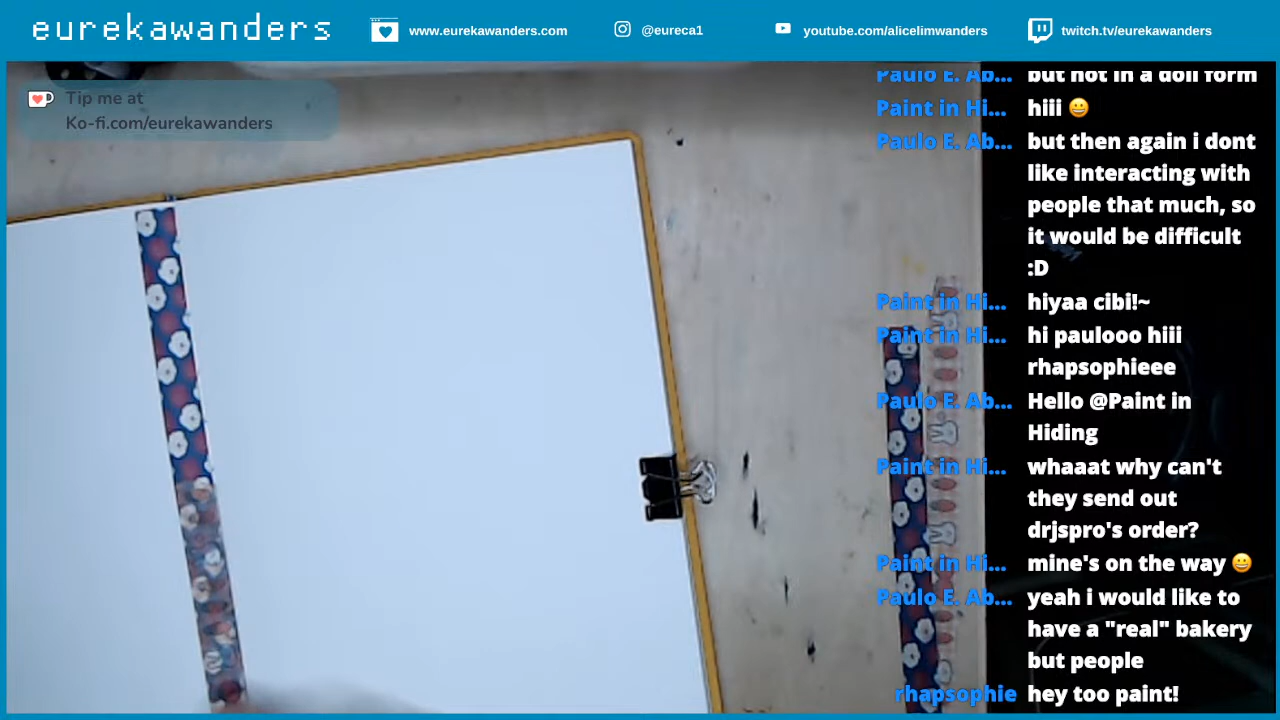 eurekawanders
www.eurekawanders.com
@eureca1
youtube.com/alicelimwanders
twitch.tv/eurekawanders
Tip me at
Ko-fi.com/eurekawanders
Paulo E. Ab... but not in a doll form
Paint in Hi... hiii 😀
Paulo E. Ab... but then again i dont
like interacting with
people that much, so
it would be difficult
:D
Paint in Hi... hiyaa cibi!~
Paint in Hi... hi paulooo hiii
rhapsophieee
Paulo E. Ab... Hello @Paint in
Hiding
Paint in Hi... whaaat why can't
they send out
drjspro's order?
Paint in Hi... mine's on the way 😀
Paulo E. Ab... yeah i would like to
have a "real" bakery
but people
rhapsophie hey too paint!